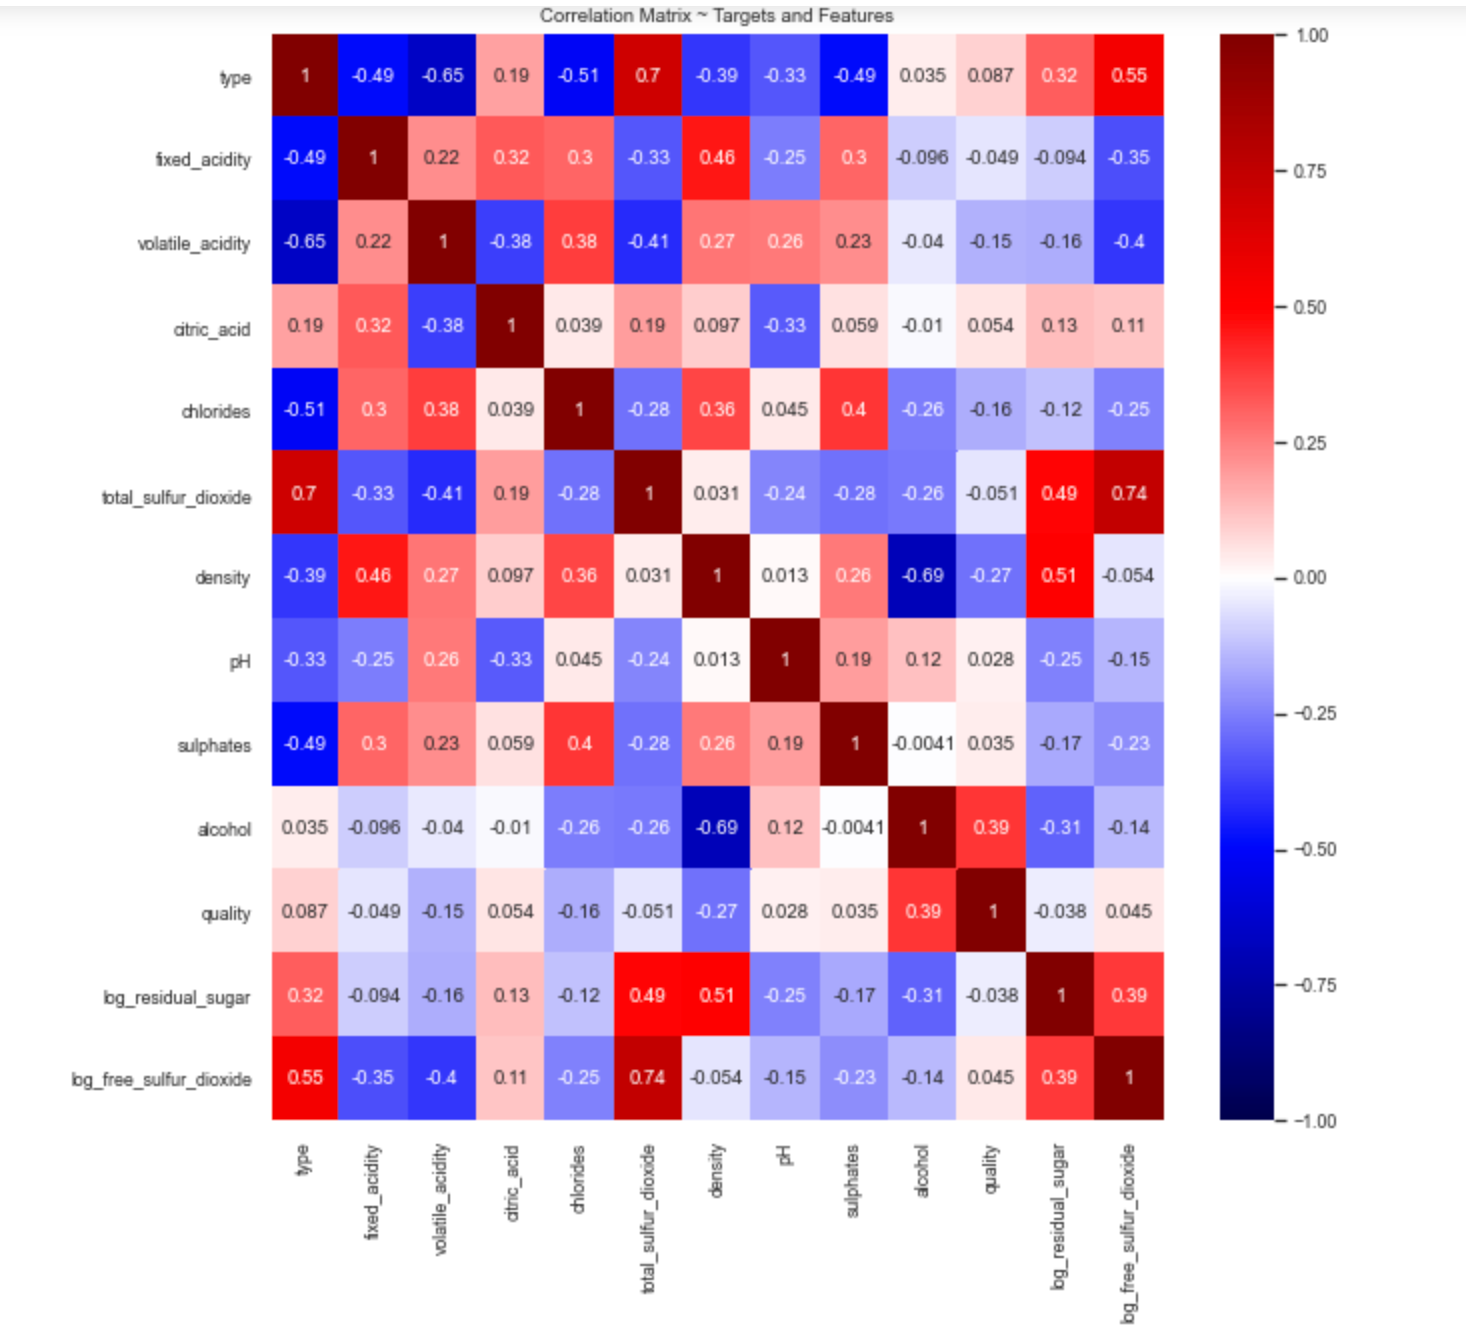 Correlation Matrix ~ Targets and Features
type 1 -0.49 -0.65 0.19 -0.51 0.7 -0.39 -0.33 -0.49 0.035 0.087 0.32 0.55
fixed_acidity -0.49 1 0.22 0.32 0.3 -0.33 0.46 -0.25 0.3 -0.096 -0.049 -0.094 -0.35
volatile_acidity -0.65 0.22 1 -0.38 0.38 -0.41 0.27 0.26 0.23 -0.04 -0.15 -0.16 -0.4
citric_acid 0.19 0.32 -0.38 1 0.039 0.19 0.097 -0.33 0.059 -0.01 0.054 0.13 0.11
chlorides -0.51 0.3 0.38 0.039 1 -0.28 0.36 0.045 0.4 -0.26 -0.16 -0.12 -0.25
total_sulfur_dioxide 0.7 -0.33 -0.41 0.19 -0.28 1 0.031 -0.24 -0.28 -0.26 -0.051 0.49 0.74
density -0.39 0.46 0.27 0.097 0.36 0.031 1 0.013 0.26 -0.69 -0.27 0.51 -0.054
pH -0.33 -0.25 0.26 -0.33 0.045 -0.24 0.013 1 0.19 0.12 0.028 -0.25 -0.15
sulphates -0.49 0.3 0.23 0.059 0.4 -0.28 0.26 0.19 1 -0.0041 0.035 -0.17 -0.23
alcohol 0.035 -0.096 -0.04 -0.01 -0.26 -0.26 -0.69 0.12 -0.0041 1 0.39 -0.31 -0.14
quality 0.087 -0.049 -0.15 0.054 -0.16 -0.051 -0.27 0.028 0.035 0.39 1 -0.038 0.045
log_residual_sugar 0.32 -0.094 -0.16 0.13 -0.12 0.49 0.51 -0.25 -0.17 -0.31 -0.038 1 0.39
log_free_sulfur_dioxide 0.55 -0.35 -0.4 0.11 -0.25 0.74 -0.054 -0.15 -0.23 -0.14 0.045 0.39 1
type
fixed_acidity
volatile_acidity
citric_acid
chlorides
total_sulfur_dioxide
density
pH
sulphates
alcohol
quality
log_residual_sugar
log_free_sulfur_dioxide
1.00
0.75
0.50
0.25
0.00
−0.25
−0.50
−0.75
−1.00